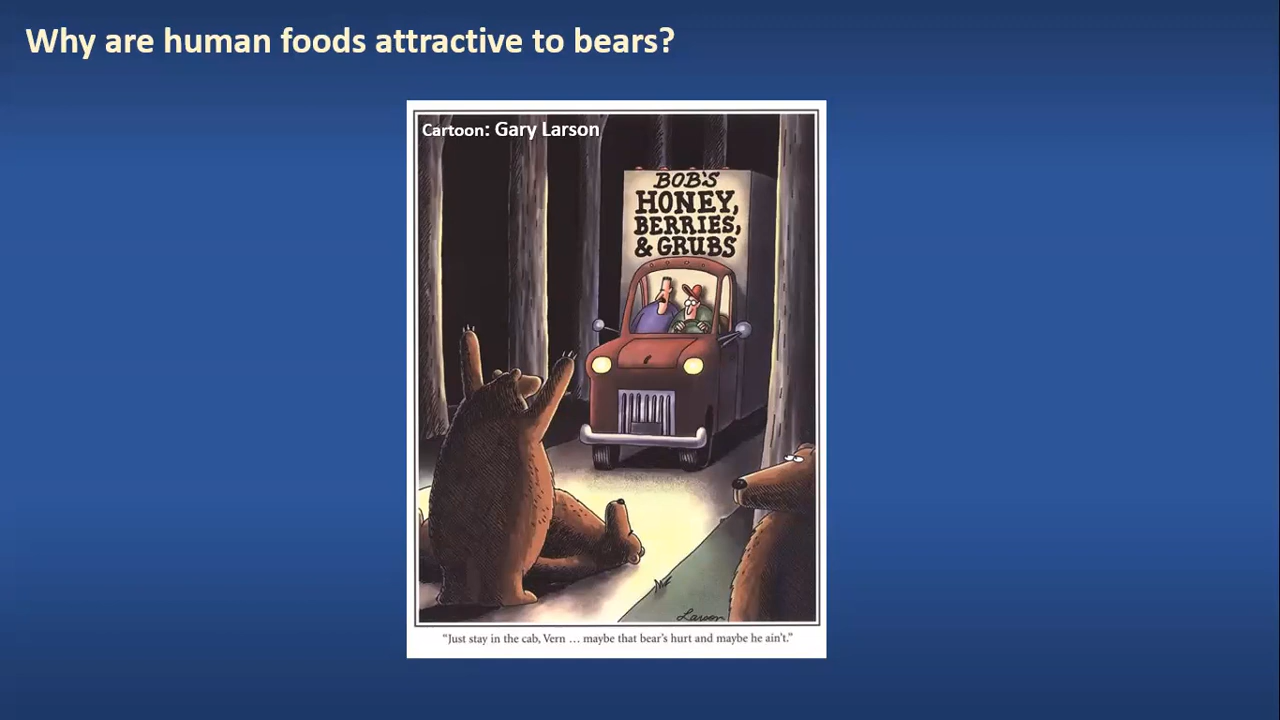 Why are human foods attractive to bears?
Cartoon: Gary Larson
BOB'S
HONEY,
BERRIES,
& GRUBS
Larson
“Just stay in the cab, Vern ... maybe that bear's hurt and maybe he ain't.”